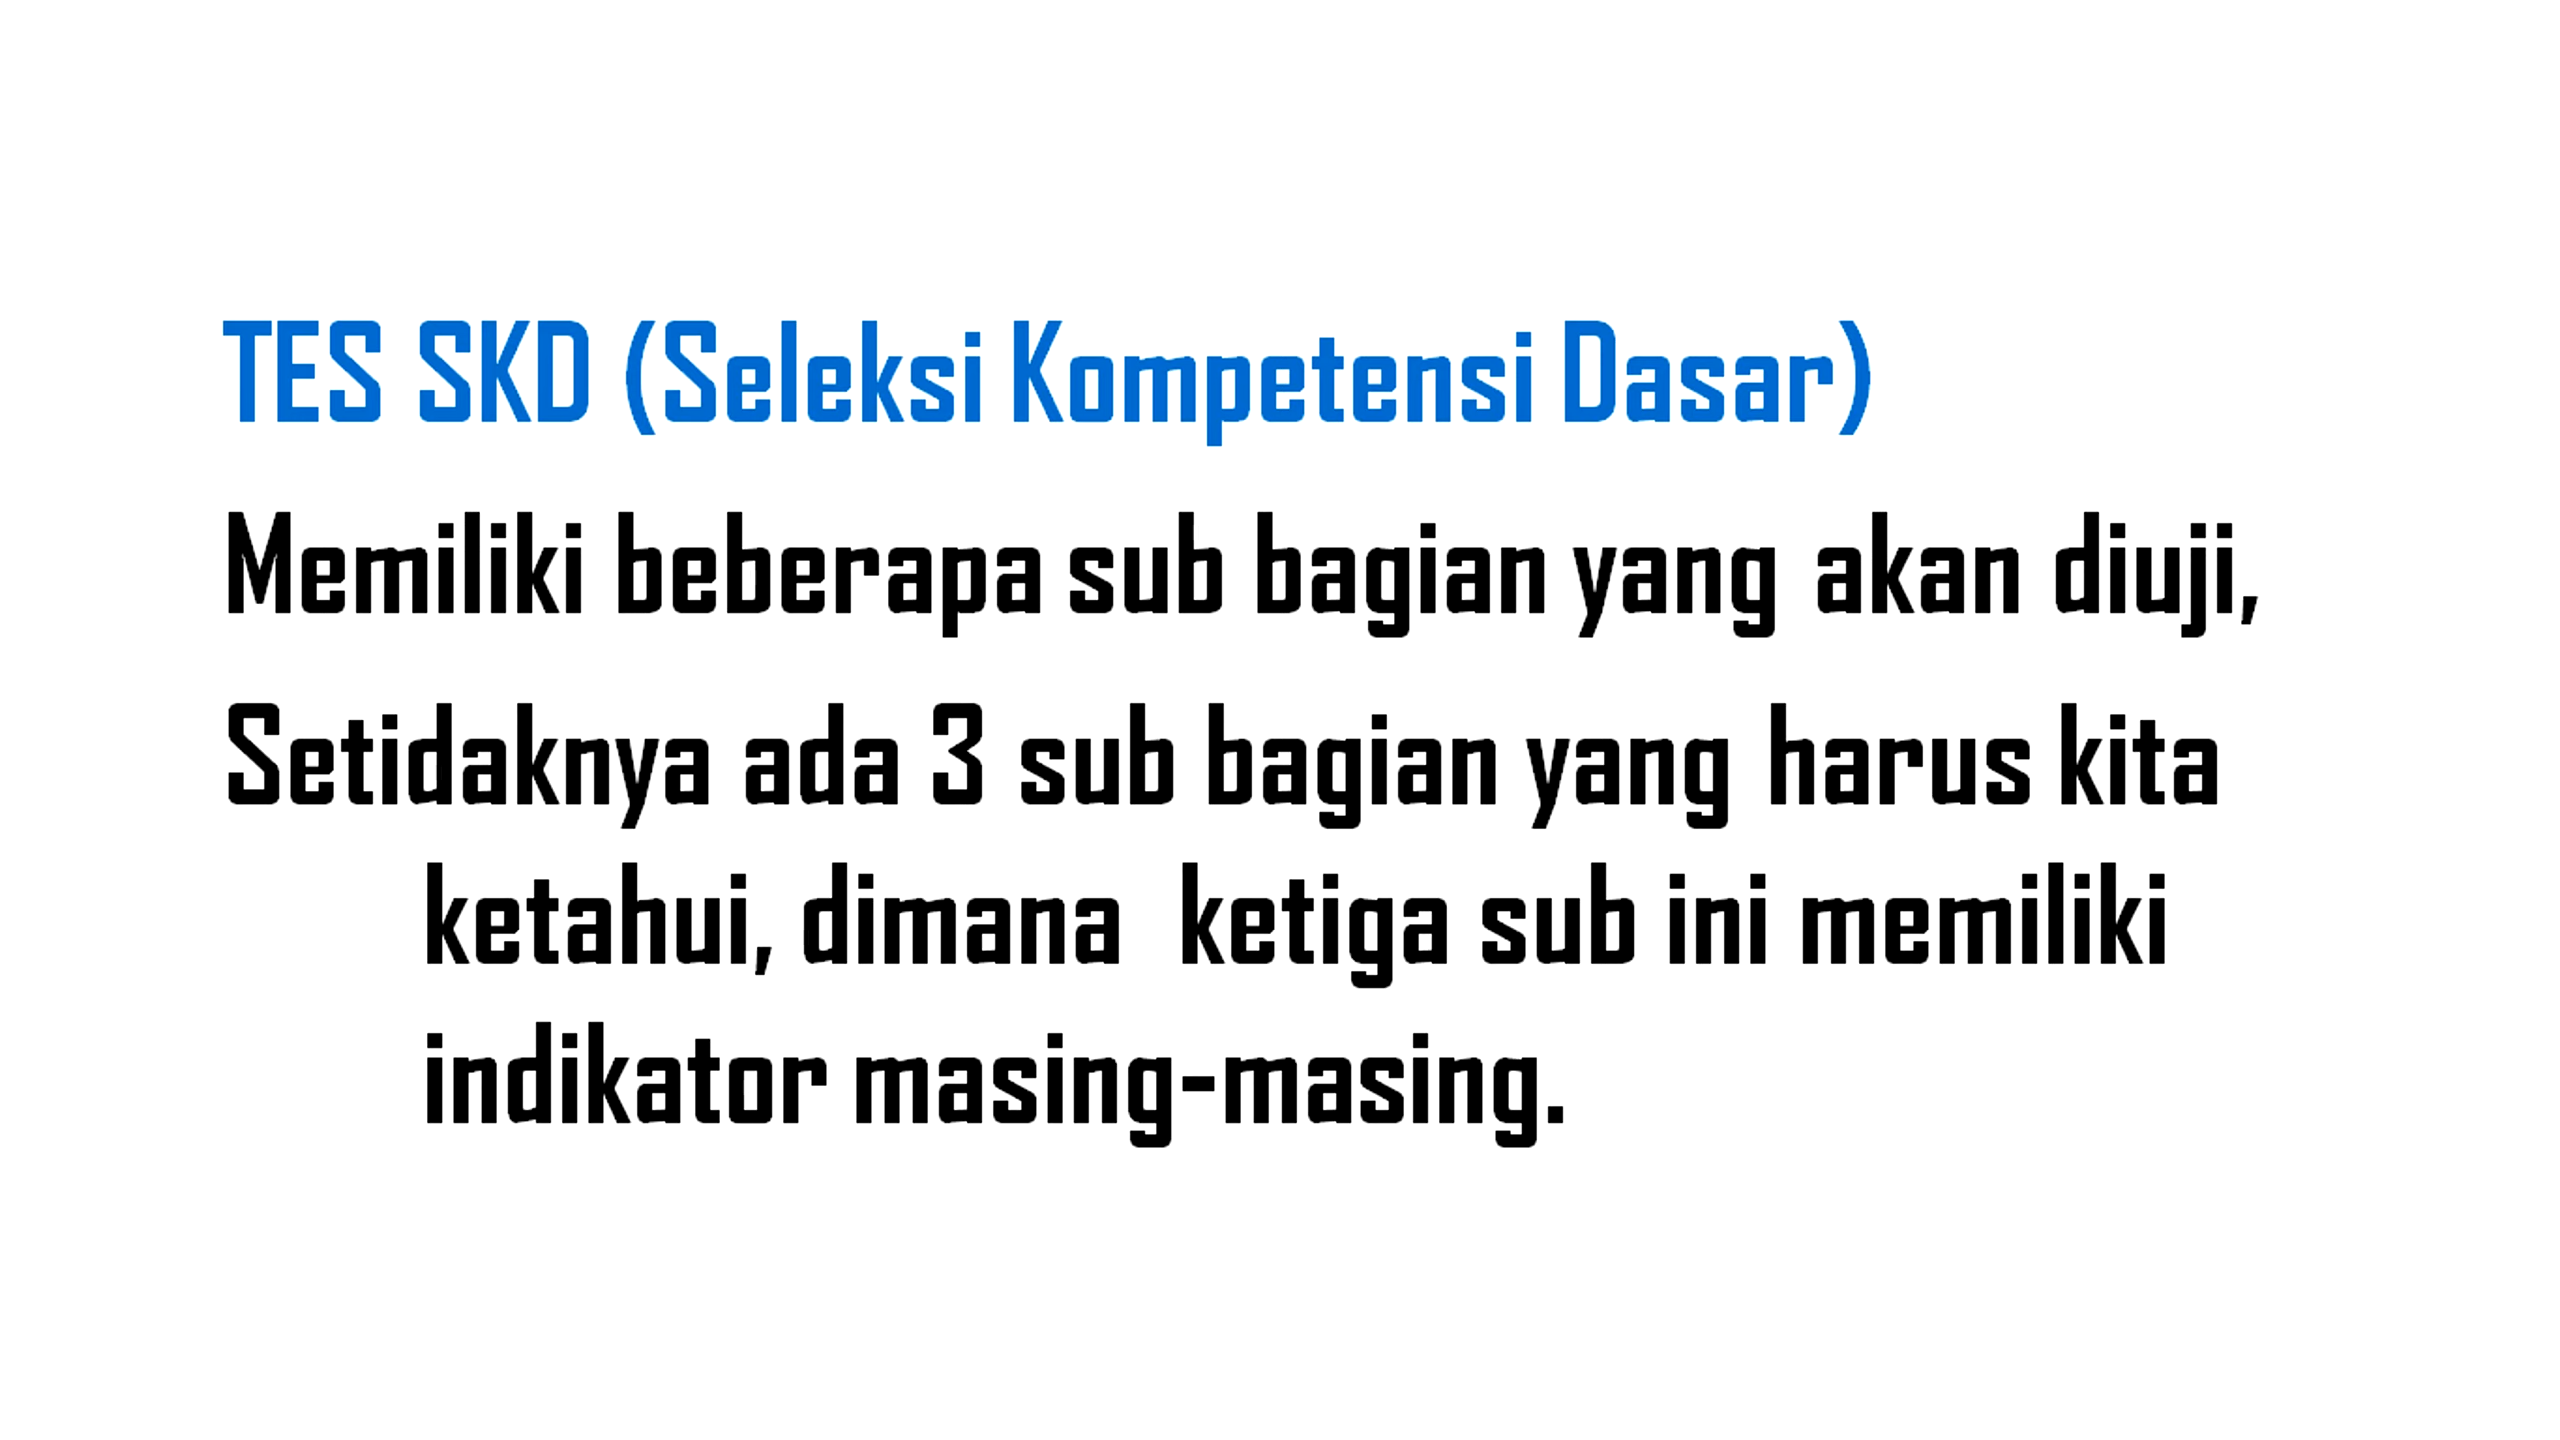 TES SKD (Seleksi Kompetensi Dasar)
Memiliki beberapa sub bagian yang akan diuji,
Setidaknya ada 3 sub bagian yang harus kita
ketahui, dimana  ketiga sub ini memiliki
indikator masing-masing.